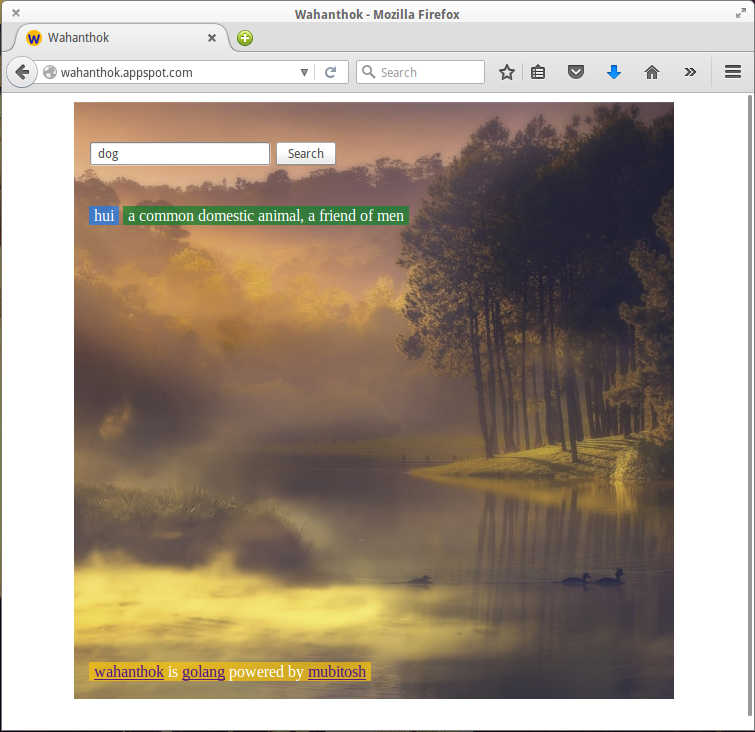 Wahanthok - Mozilla Firefox
W Wahanthok
wahanthok.appspot.com
Search
dog
Search
hui a common domestic animal, a friend of men
wahanthok is golang powered by mubitosh